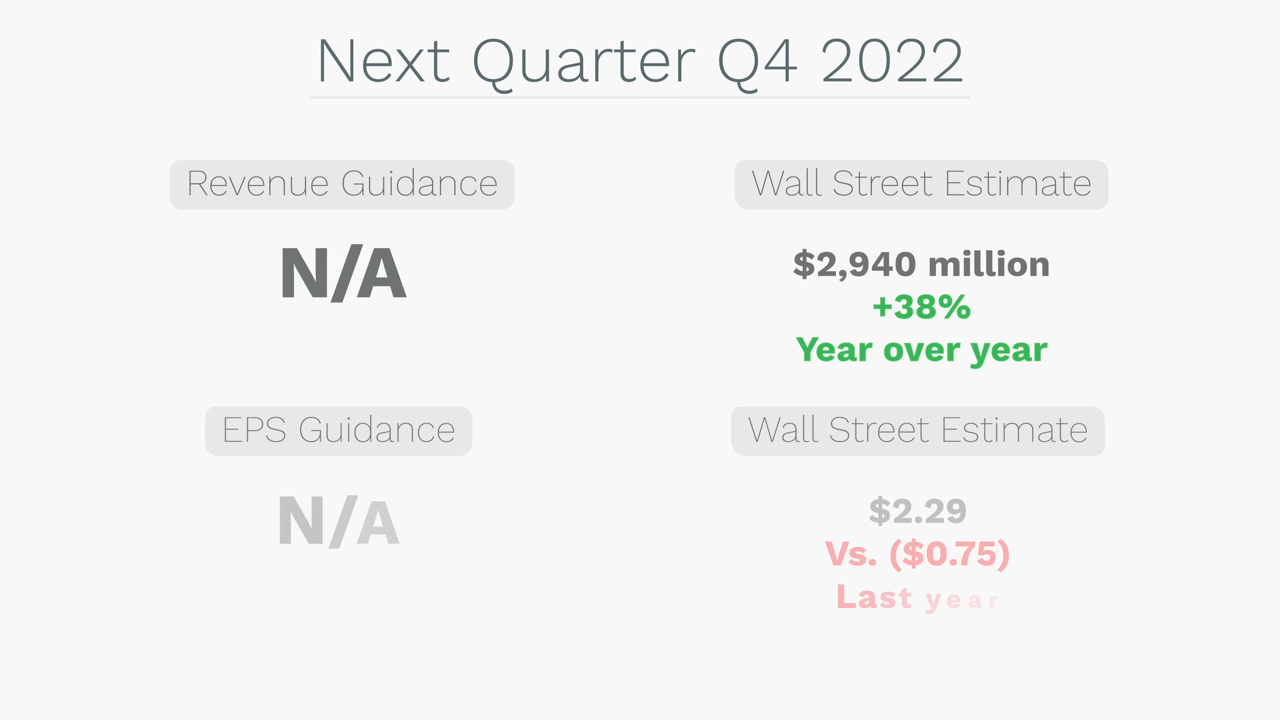 Next Quarter Q4 2022
Revenue Guidance
N/A
Wall Street Estimate
$2,940 million
+38%
Year over year
EPS Guidance
N/A
Wall Street Estimate
$2.29
Vs. ($0.75)
Last year